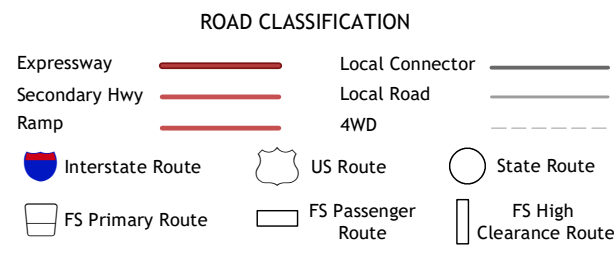 ROAD CLASSIFICATION
Expressway
Local Connector
Secondary Hwy
Local Road
Ramp
4WD
Interstate Route
US Route
State Route
FS Primary Route
FS Passenger
Route
FS High
Clearance Route